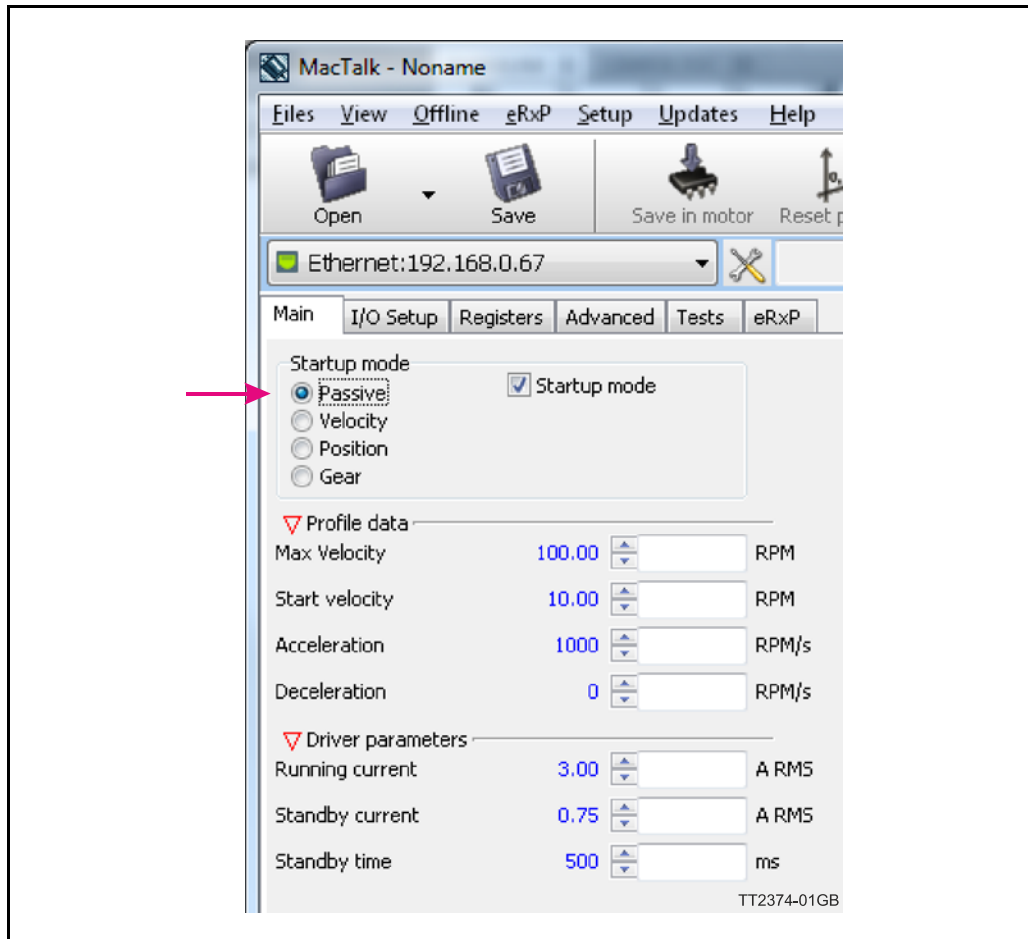 MacTalk - Noname
Files View Offline eRxP Setup Updates Help
Open Save Save in motor Reset
Ethernet:192.168.0.67
Main I/O Setup Registers Advanced Tests eRxP
Startup mode
Passive
Startup mode
Velocity
Position
Gear
Profile data
Max Velocity 100.00 RPM
Start velocity 10.00 RPM
Acceleration 1000 RPM/s
Deceleration 0 RPM/s
Driver parameters
Running current 3.00 A RMS
Standby current 0.75 A RMS
Standby time 500 ms
TT2374-01GB